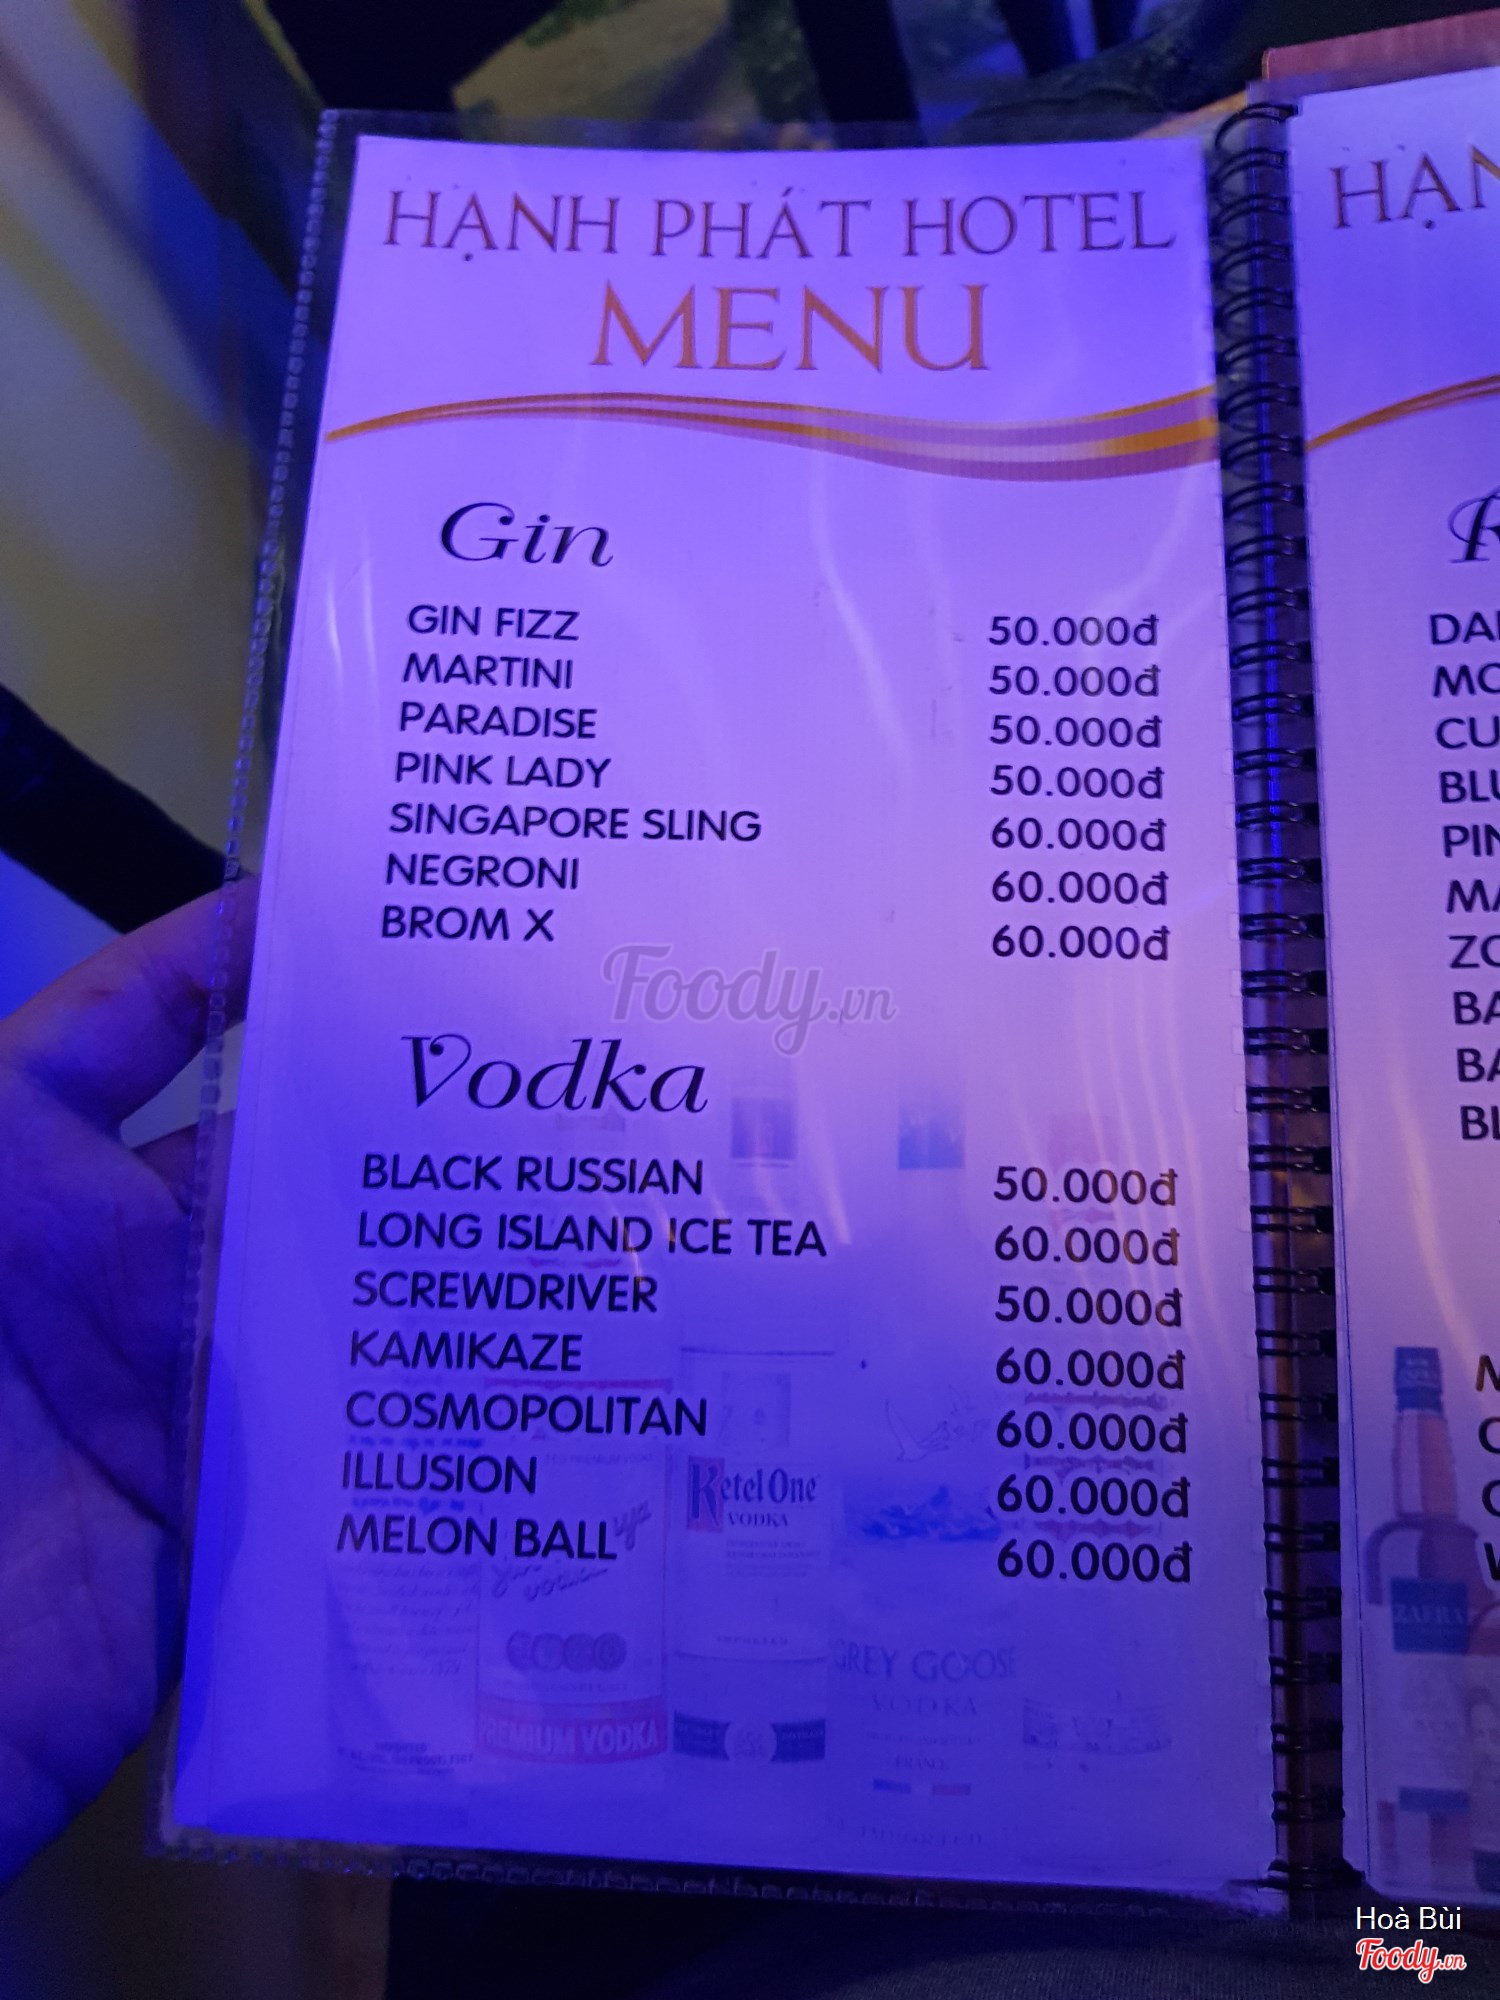 HẠNH PHÁT HOTEL
MENU
Gin
GIN FIZZ 50.000đ
MARTINI 50.000đ
PARADISE 50.000đ
PINK LADY 50.000đ
SINGAPORE SLING 60.000đ
NEGRONI 60.000đ
BROM X 60.000đ
Foody.vn
Vodka
BLACK RUSSIAN 50.000đ
LONG ISLAND ICE TEA 60.000đ
SCREWDRIVER 50.000đ
KAMIKAZE 60.000đ
COSMOPOLITAN 60.000đ
ILLUSION 60.000đ
MELON BALL 60.000đ
Ketel One
VODKA
PREMIUM VODKA
GREY GOOSE
VODKA
FRANCE
ZAFRA
Hoà Bùi
Foody.vn